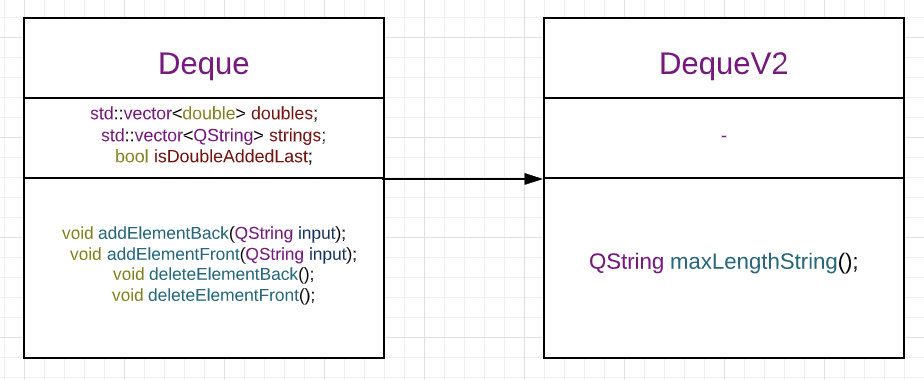 Deque
std::vector<double> doubles;
std::vector<QString> strings;
bool isDoubleAddedLast;
void addElementBack(QString input);
void addElementFront(QString input);
void deleteElementBack();
void deleteElementFront();
DequeV2
-
QString maxLengthString();